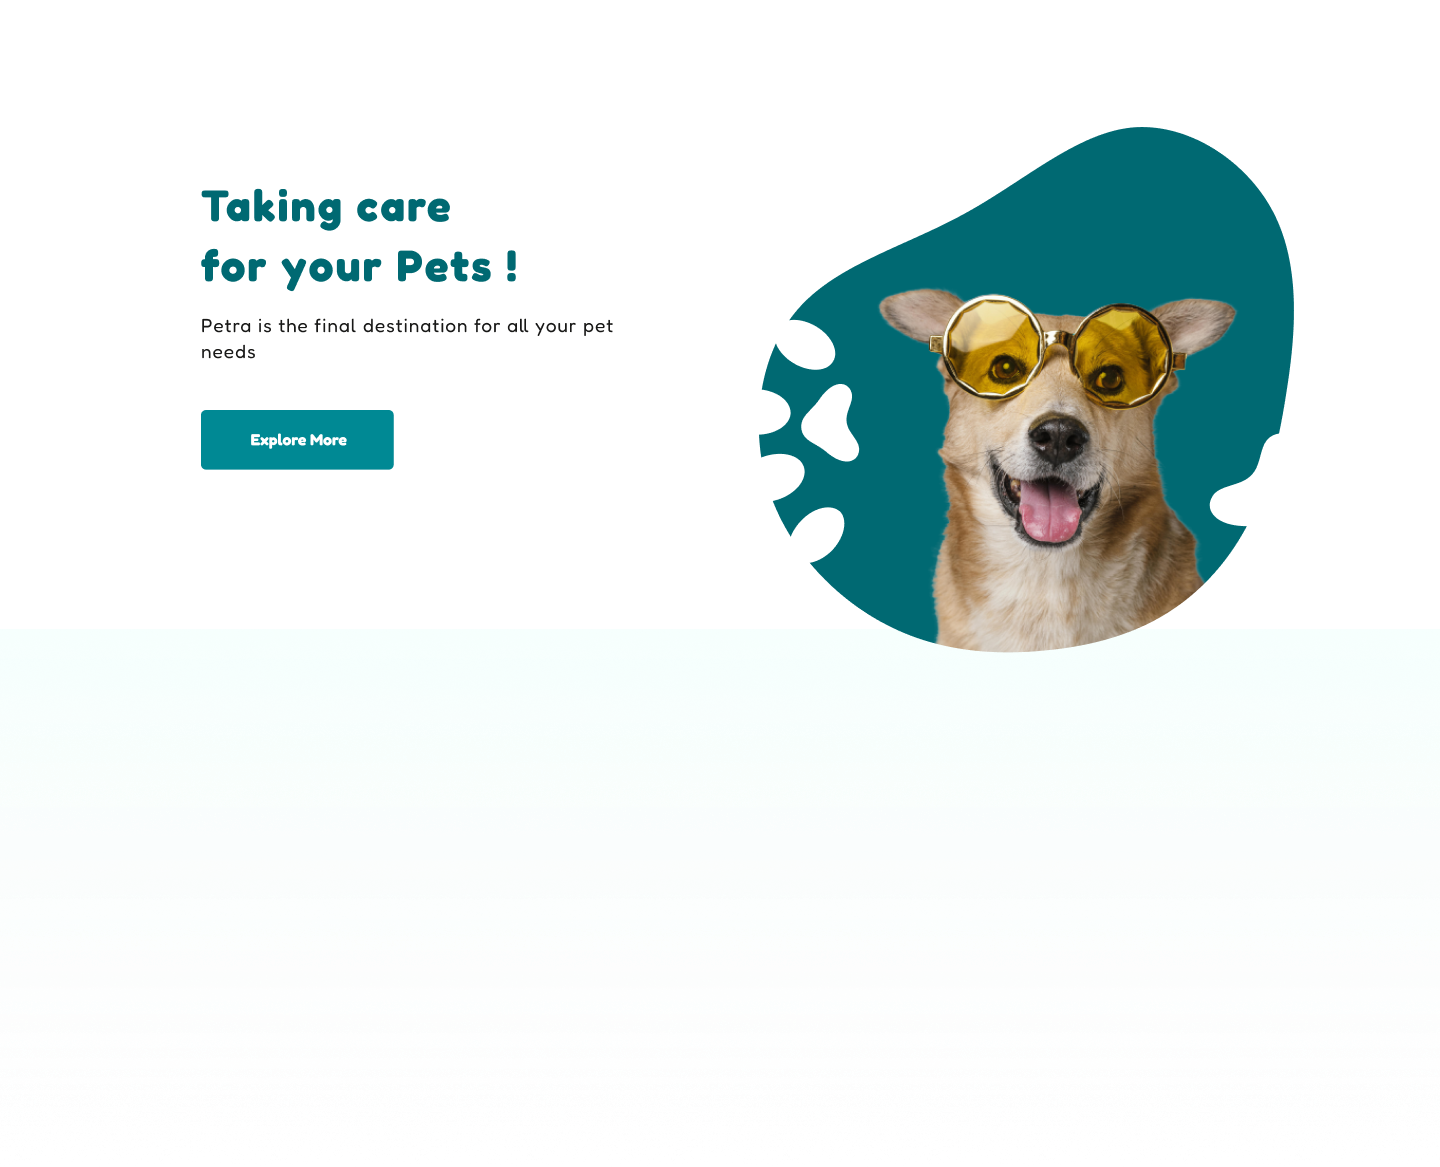 Taking care
for your Pets !
Petra is the final destination for all your pet
needs
Explore More